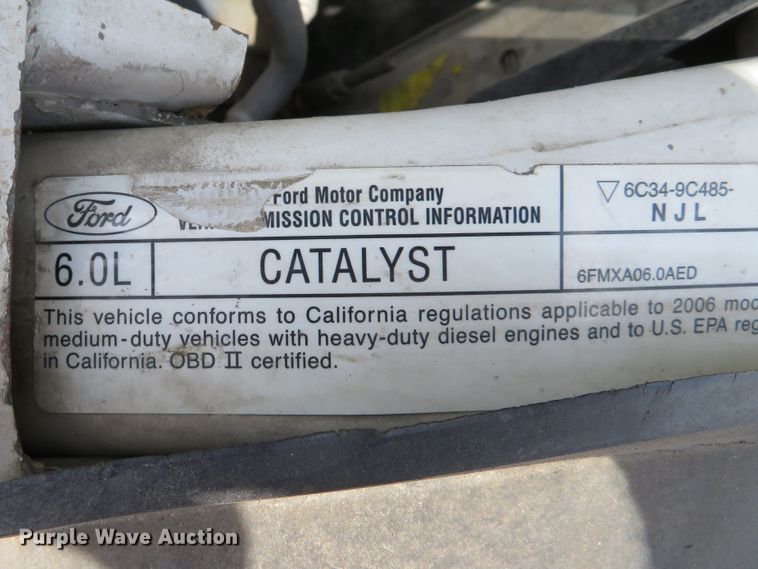 Ford
Ford Motor Company
MISSION CONTROL INFORMATION
▽ 6C34-9C485-
NJL
6.0L
CATALYST
6FMXA06.0AED
This vehicle conforms to California regulations applicable to 2006 mod
medium-duty vehicles with heavy-duty diesel engines and to U.S. EPA reg
in California. OBD II certified.
Purple Wave Auction®